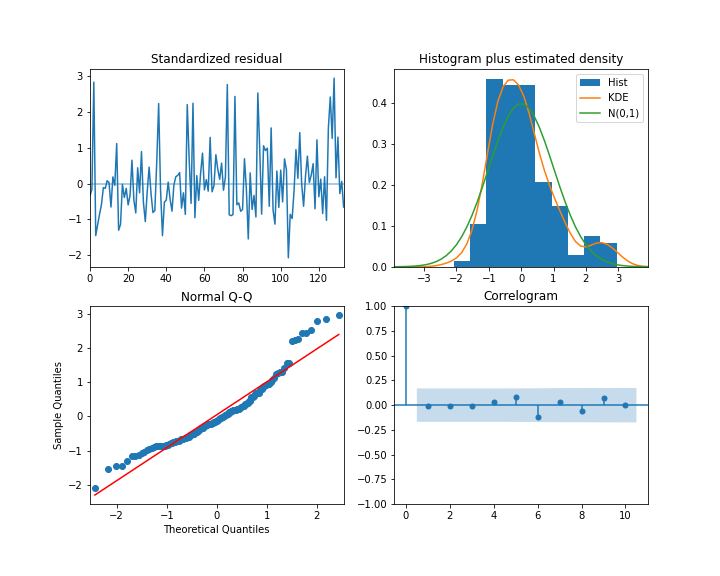 Standardized residual
3
2
1
0
−1
−2
0 20 40 60 80 100 120
Histogram plus estimated density
Hist
KDE
N(0,1)
0.4
0.3
0.2
0.1
0.0
−3 −2 −1 0 1 2 3
Normal Q-Q
Sample Quantiles
3
2
1
0
−1
−2
−2 −1 0 1 2
Theoretical Quantiles
Correlogram
1.00
0.75
0.50
0.25
0.00
−0.25
−0.50
−0.75
−1.00
0 2 4 6 8 10